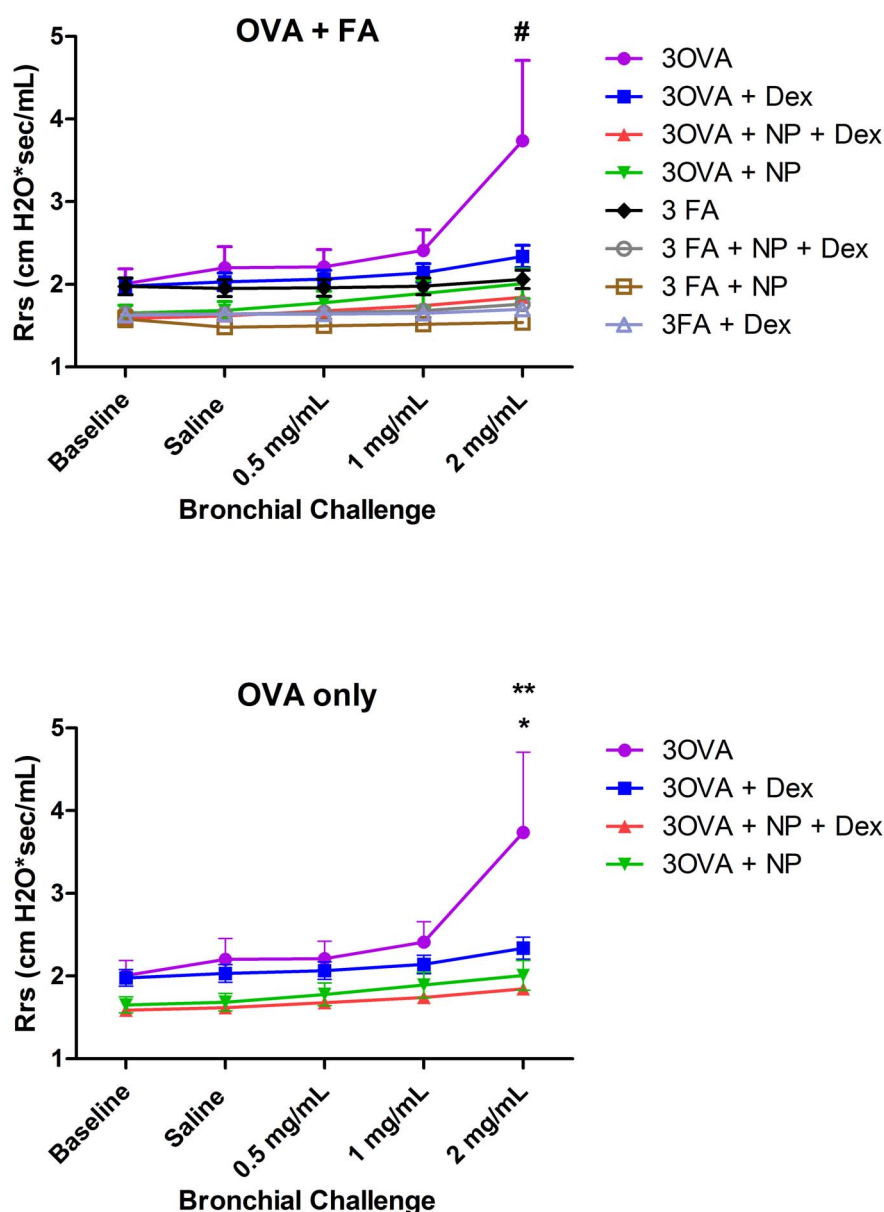 OVA + FA
#
5
4
3
2
1
Rrs (cm H2O*sec/mL)
Baseline
Saline
0.5 mg/mL
1 mg/mL
2 mg/mL
Bronchial Challenge
3OVA
3OVA + Dex
3OVA + NP + Dex
3OVA + NP
3 FA
3 FA + NP + Dex
3 FA + NP
3FA + Dex
OVA only
**
*
5
4
3
2
1
Rrs (cm H2O*sec/mL)
Baseline
Saline
0.5 mg/mL
1 mg/mL
2 mg/mL
Bronchial Challenge
3OVA
3OVA + Dex
3OVA + NP + Dex
3OVA + NP